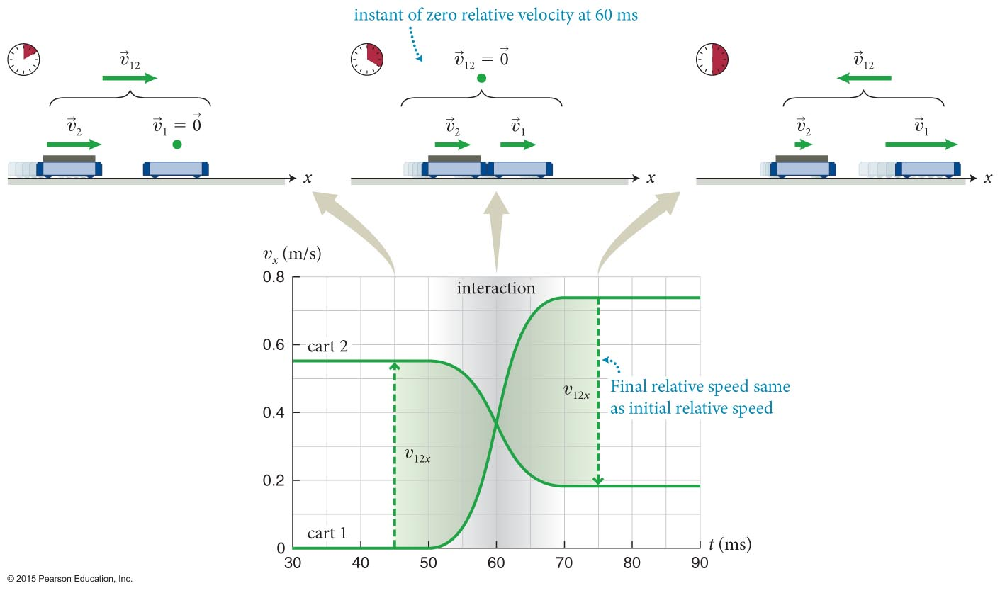 instant of zero relative velocity at 60 ms
v⃗₁₂
v⃗₁₂ = 0⃗
v⃗₁₂
v⃗₂
v⃗₁ = 0⃗
v⃗₂
v⃗₁
v⃗₂
v⃗₁
x
x
x
vₓ (m/s)
0.8
interaction
0.6
cart 2
Final relative speed same
as initial relative speed
v₁₂ₓ
0.4
v₁₂ₓ
0.2
cart 1
0
t (ms)
30 40 50 60 70 80 90
© 2015 Pearson Education, Inc.